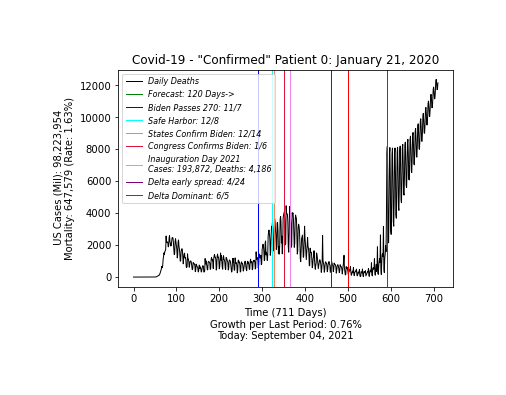 Covid-19 - "Confirmed" Patient 0: January 21, 2020
US Cases (Mil): 98,223,954
Mortality: 647,579 (Rate: 1.63%)
12000
10000
8000
6000
4000
2000
0
Daily Deaths
Forecast: 120 Days->
Biden Passes 270: 11/7
Safe Harbor: 12/8
States Confirm Biden: 12/14
Congress Confirms Biden: 1/6
Inauguration Day 2021
Cases: 193,872, Deaths: 4,186
Delta early spread: 4/24
Delta Dominant: 6/5
0 100 200 300 400 500 600 700
Time (711 Days)
Growth per Last Period: 0.76%
Today: September 04, 2021